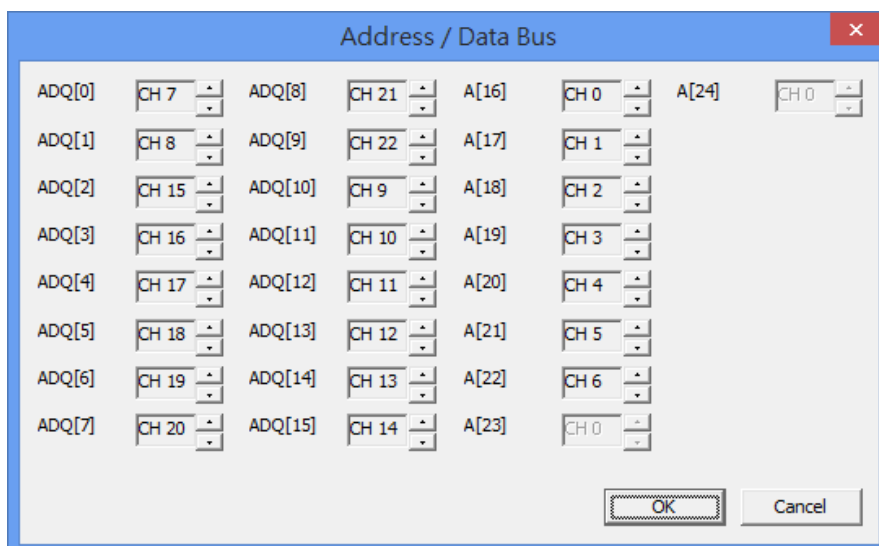 Address / Data Bus
ADQ[0] CH 7 ADQ[8] CH 21 A[16] CH 0 A[24] CH 0
ADQ[1] CH 8 ADQ[9] CH 22 A[17] CH 1
ADQ[2] CH 15 ADQ[10] CH 9 A[18] CH 2
ADQ[3] CH 16 ADQ[11] CH 10 A[19] CH 3
ADQ[4] CH 17 ADQ[12] CH 11 A[20] CH 4
ADQ[5] CH 18 ADQ[13] CH 12 A[21] CH 5
ADQ[6] CH 19 ADQ[14] CH 13 A[22] CH 6
ADQ[7] CH 20 ADQ[15] CH 14 A[23] CH 0
OK Cancel